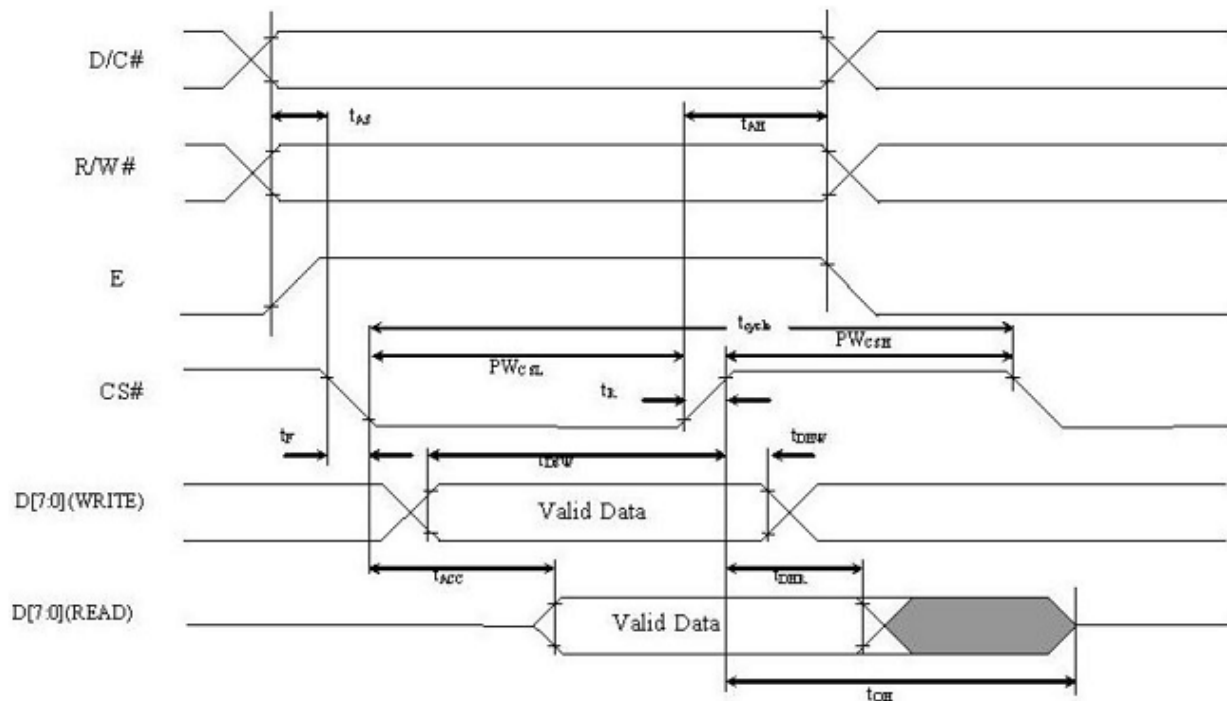 D/C#
tAS
tAH
R/W#
E
tcycle
PWCSH
PWCSL
CS#
tR
tF
tDSW
tDHW
D[7:0](WRITE)
Valid Data
tACC
tDHR
D[7:0](READ)
Valid Data
tOH